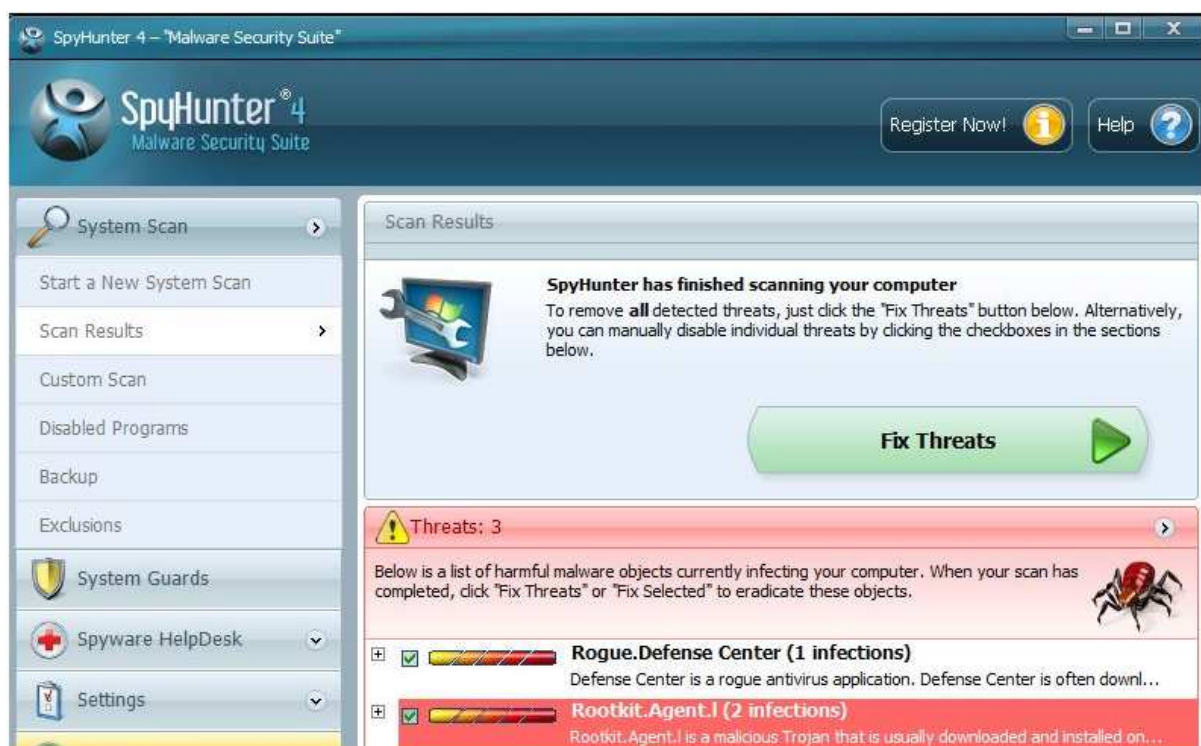 SpyHunter 4 – "Malware Security Suite"
SpyHunter® 4
Malware Security Suite
Register Now!
Help
System Scan
Start a New System Scan
Scan Results
Custom Scan
Disabled Programs
Backup
Exclusions
System Guards
Spyware HelpDesk
Settings
Scan Results
SpyHunter has finished scanning your computer
To remove all detected threats, just click the "Fix Threats" button below. Alternatively,
you can manually disable individual threats by clicking the checkboxes in the sections
below.
Fix Threats
Threats: 3
Below is a list of harmful malware objects currently infecting your computer. When your scan has
completed, click "Fix Threats" or "Fix Selected" to eradicate these objects.
Rogue.Defense Center (1 infections)
Defense Center is a rogue antivirus application. Defense Center is often downl...
Rootkit.Agent.l (2 infections)
Rootkit.Agent.l is a malicious Trojan that is usually downloaded and installed on...